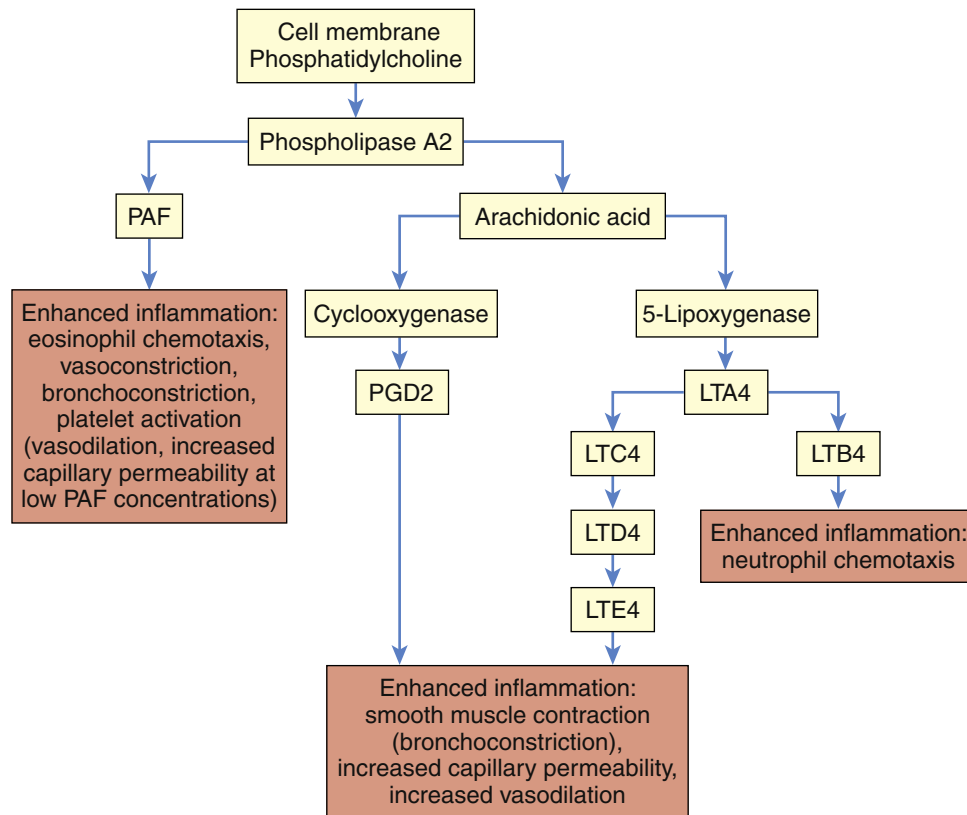 Cell membrane
Phosphatidylcholine
Phospholipase A2
PAF
Arachidonic acid
Enhanced inflammation:
eosinophil chemotaxis,
vasoconstriction,
bronchoconstriction,
platelet activation
(vasodilation, increased
capillary permeability at
low PAF concentrations)
Cyclooxygenase
5-Lipoxygenase
PGD2
LTA4
LTC4
LTB4
LTD4
Enhanced inflammation:
neutrophil chemotaxis
LTE4
Enhanced inflammation:
smooth muscle contraction
(bronchoconstriction),
increased capillary permeability,
increased vasodilation